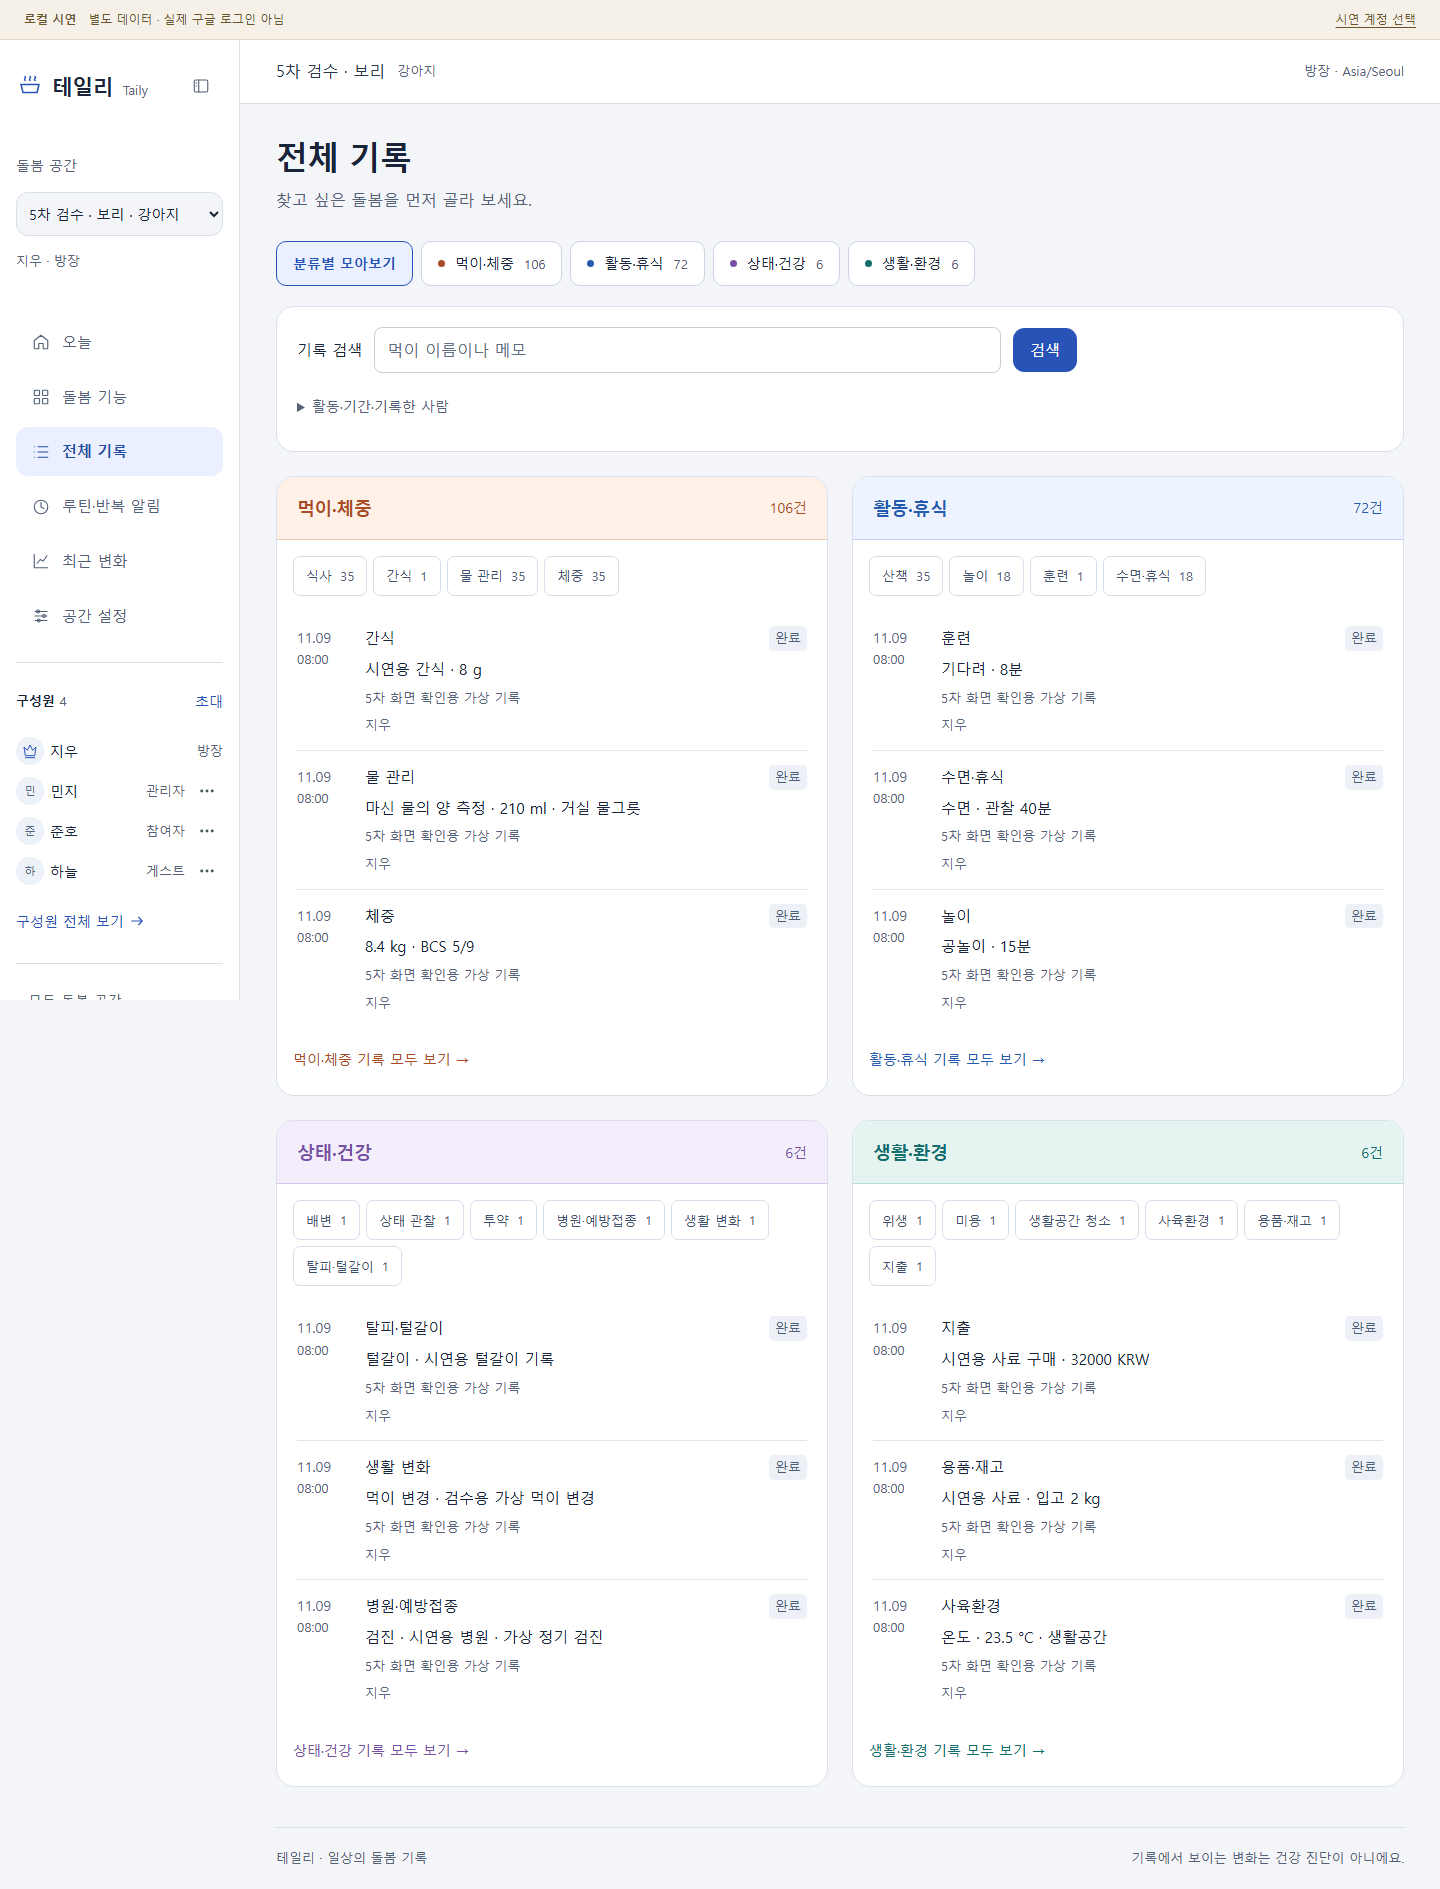 로컬 시연 별도 데이터 · 실제 구글 로그인 아님
시연 계정 선택
테일리 Taily
돌봄 공간
5차 검수 · 보리 · 강아지
지우 · 방장
오늘
돌봄 기능
전체 기록
루틴·반복 알림
최근 변화
공간 설정
구성원 4
초대
지우
방장
민
민지
관리자
준
준호
참여자
하
하늘
게스트
구성원 전체 보기 →
모든 돌봄 공간
5차 검수 · 보리 강아지
방장 · Asia/Seoul
전체 기록
찾고 싶은 돌봄을 먼저 골라 보세요.
분류별 모아보기
먹이·체중 106
활동·휴식 72
상태·건강 6
생활·환경 6
기록 검색
먹이 이름이나 메모
검색
▶ 활동·기간·기록한 사람
먹이·체중
106건
식사 35
간식 1
물 관리 35
체중 35
11.09
08:00
간식
완료
시연용 간식 · 8 g
5차 화면 확인용 가상 기록
지우
11.09
08:00
물 관리
완료
마신 물의 양 측정 · 210 ml · 거실 물그릇
5차 화면 확인용 가상 기록
지우
11.09
08:00
체중
완료
8.4 kg · BCS 5/9
5차 화면 확인용 가상 기록
지우
먹이·체중 기록 모두 보기 →
활동·휴식
72건
산책 35
놀이 18
훈련 1
수면·휴식 18
11.09
08:00
훈련
완료
기다려 · 8분
5차 화면 확인용 가상 기록
지우
11.09
08:00
수면·휴식
완료
수면 · 관찰 40분
5차 화면 확인용 가상 기록
지우
11.09
08:00
놀이
완료
공놀이 · 15분
5차 화면 확인용 가상 기록
지우
활동·휴식 기록 모두 보기 →
상태·건강
6건
배변 1
상태 관찰 1
투약 1
병원·예방접종 1
생활 변화 1
탈피·털갈이 1
11.09
08:00
탈피·털갈이
완료
털갈이 · 시연용 털갈이 기록
5차 화면 확인용 가상 기록
지우
11.09
08:00
생활 변화
완료
먹이 변경 · 검수용 가상 먹이 변경
5차 화면 확인용 가상 기록
지우
11.09
08:00
병원·예방접종
완료
검진 · 시연용 병원 · 가상 정기 검진
5차 화면 확인용 가상 기록
지우
상태·건강 기록 모두 보기 →
생활·환경
6건
위생 1
미용 1
생활공간 청소 1
사육환경 1
용품·재고 1
지출 1
11.09
08:00
지출
완료
시연용 사료 구매 · 32000 KRW
5차 화면 확인용 가상 기록
지우
11.09
08:00
용품·재고
완료
시연용 사료 · 입고 2 kg
5차 화면 확인용 가상 기록
지우
11.09
08:00
사육환경
완료
온도 · 23.5 °C · 생활공간
5차 화면 확인용 가상 기록
지우
생활·환경 기록 모두 보기 →
테일리 · 일상의 돌봄 기록
기록에서 보이는 변화는 건강 진단이 아니에요.